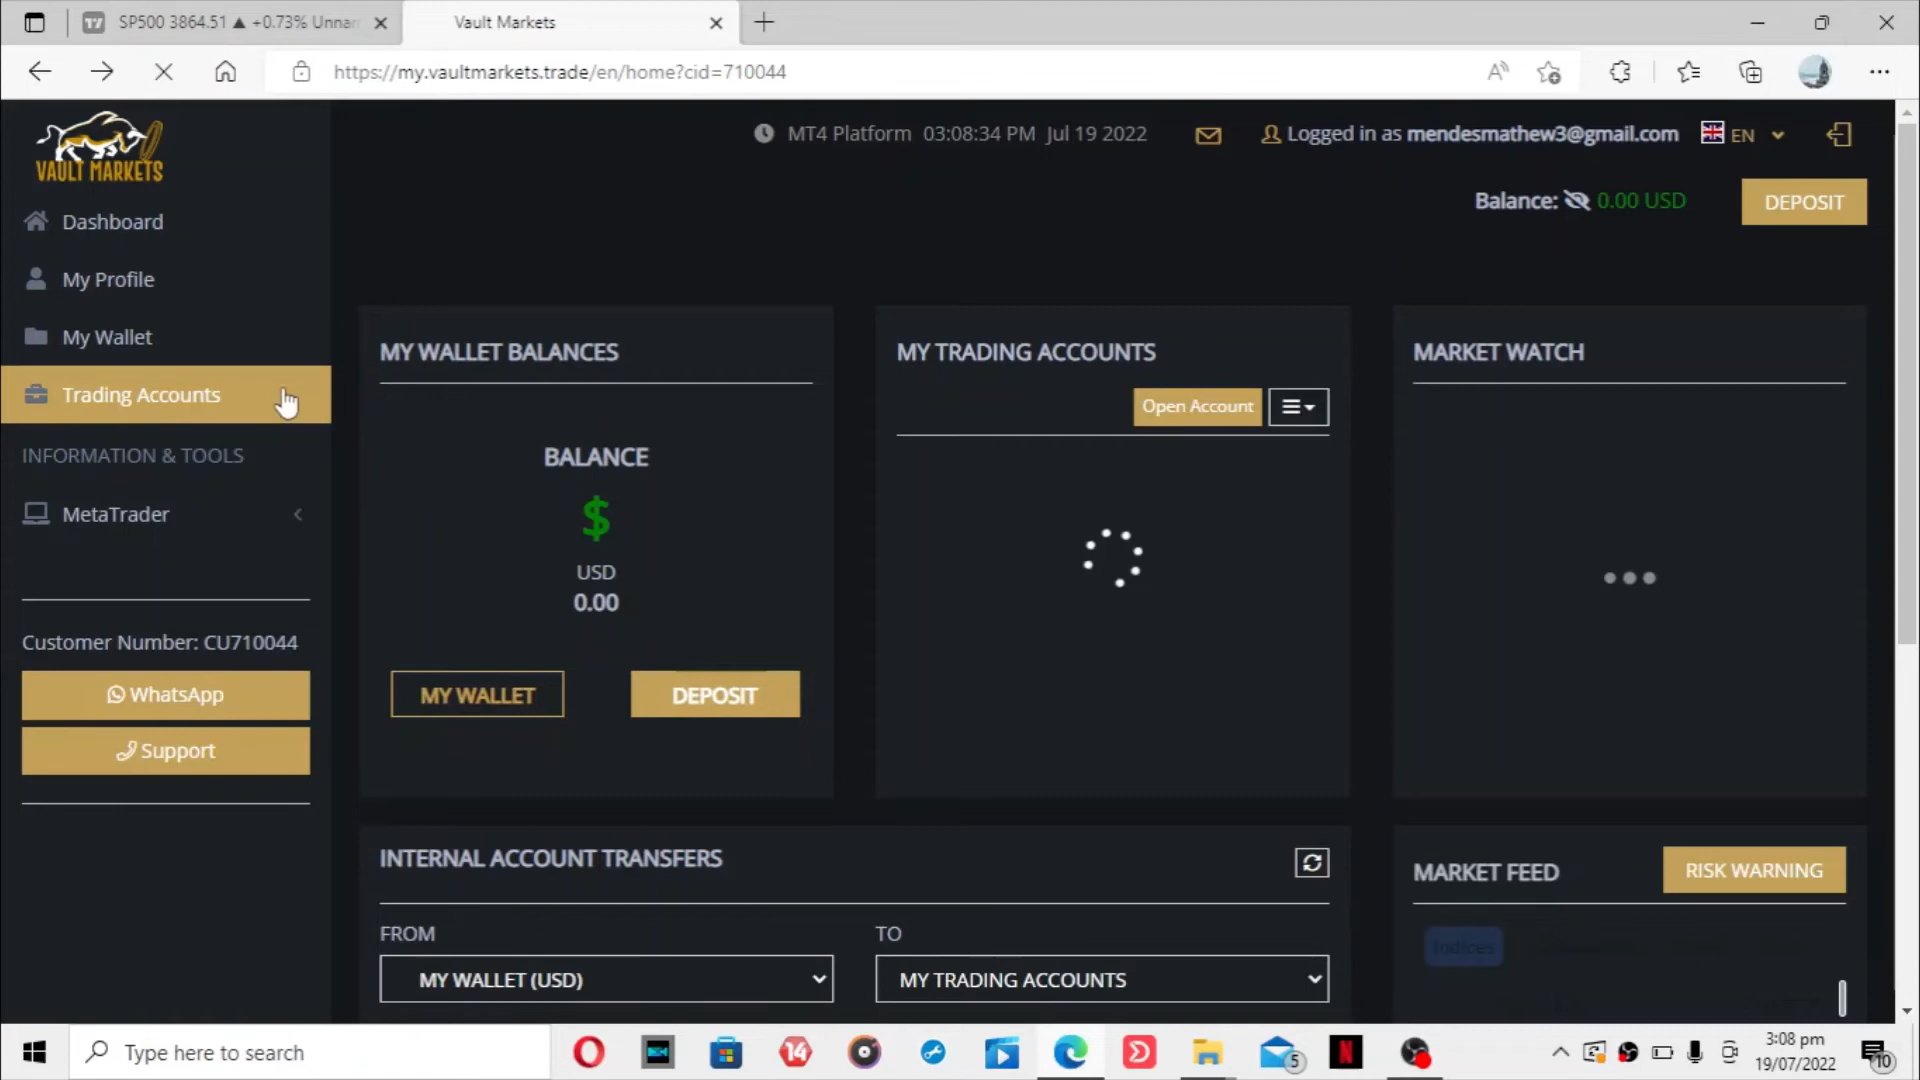 SP500 3864.51 ▲ +0.73% Unnar
Vault Markets
https://my.vaultmarkets.trade/en/home?cid=710044
VAULT MARKETS
MT4 Platform 03:08:34 PM Jul 19 2022
Logged in as mendesmathew3@gmail.com
EN
Balance: 0.00 USD
DEPOSIT
Dashboard
My Profile
My Wallet
Trading Accounts
INFORMATION & TOOLS
MetaTrader
Customer Number: CU710044
WhatsApp
Support
MY WALLET BALANCES
BALANCE
$
USD
0.00
MY WALLET
DEPOSIT
MY TRADING ACCOUNTS
Open Account
MARKET WATCH
INTERNAL ACCOUNT TRANSFERS
FROM
MY WALLET (USD)
TO
MY TRADING ACCOUNTS
MARKET FEED
RISK WARNING
Indices
Type here to search
14
5
N
3:08 pm
19/07/2022
10